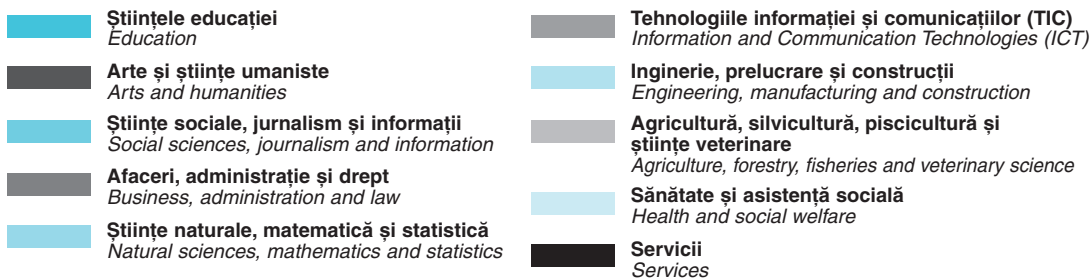 Științele educației
Education
Arte și științe umaniste
Arts and humanities
Științe sociale, jurnalism și informații
Social sciences, journalism and information
Afaceri, administrație și drept
Business, administration and law
Științe naturale, matematică și statistică
Natural sciences, mathematics and statistics
Tehnologiile informației și comunicațiilor (TIC)
Information and Communication Technologies (ICT)
Inginerie, prelucrare și construcții
Engineering, manufacturing and construction
Agricultură, silvicultură, piscicultură și
științe veterinare
Agriculture, forestry, fisheries and veterinary science
Sănătate și asistență socială
Health and social welfare
Servicii
Services